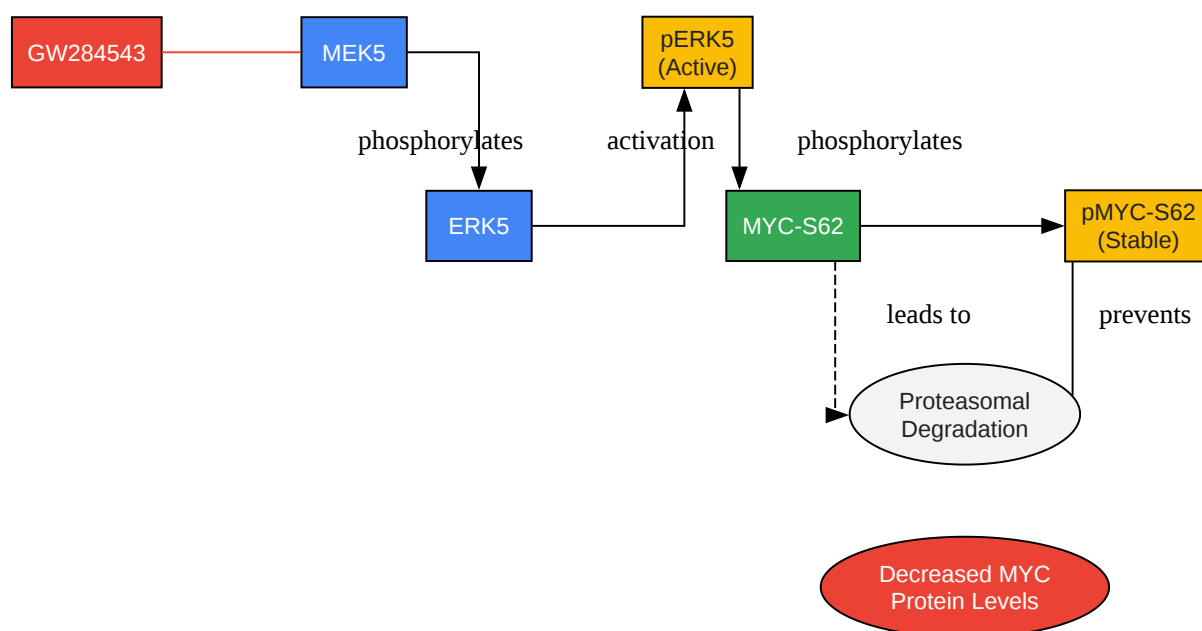 GW284543
MEK5
pERK5
(Active)
phosphorylates
activation
phosphorylates
ERK5
MYC-S62
pMYC-S62
(Stable)
leads to
prevents
Proteasomal
Degradation
Decreased MYC
Protein Levels